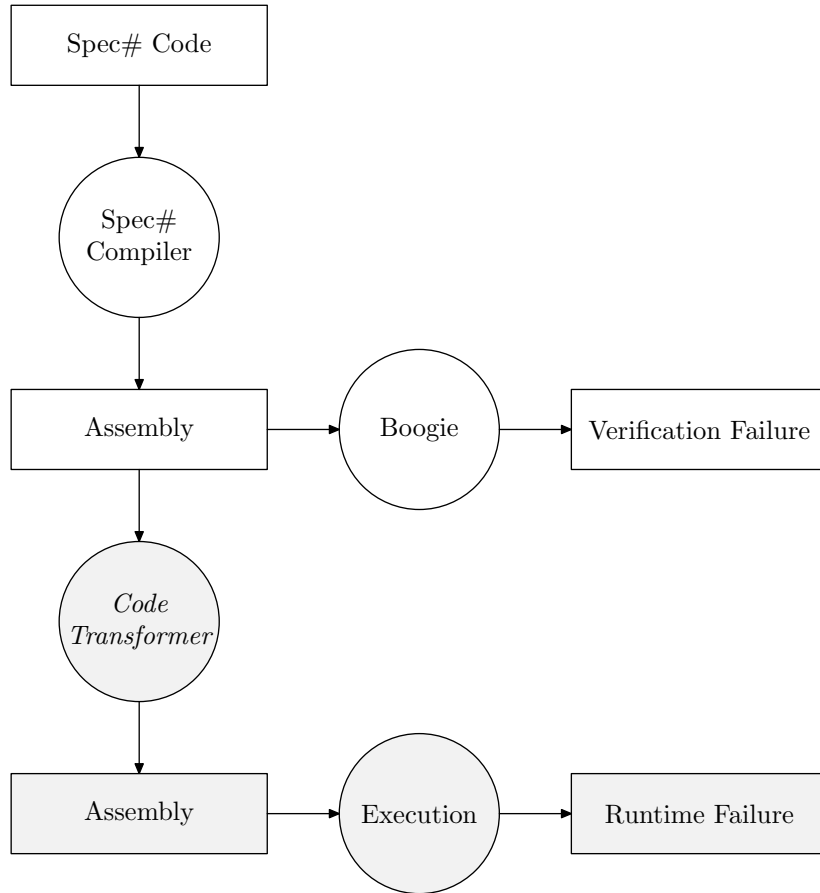 Spec# Code
Spec#
Compiler
Assembly
Boogie
Verification Failure
Code
Transformer
Assembly
Execution
Runtime Failure